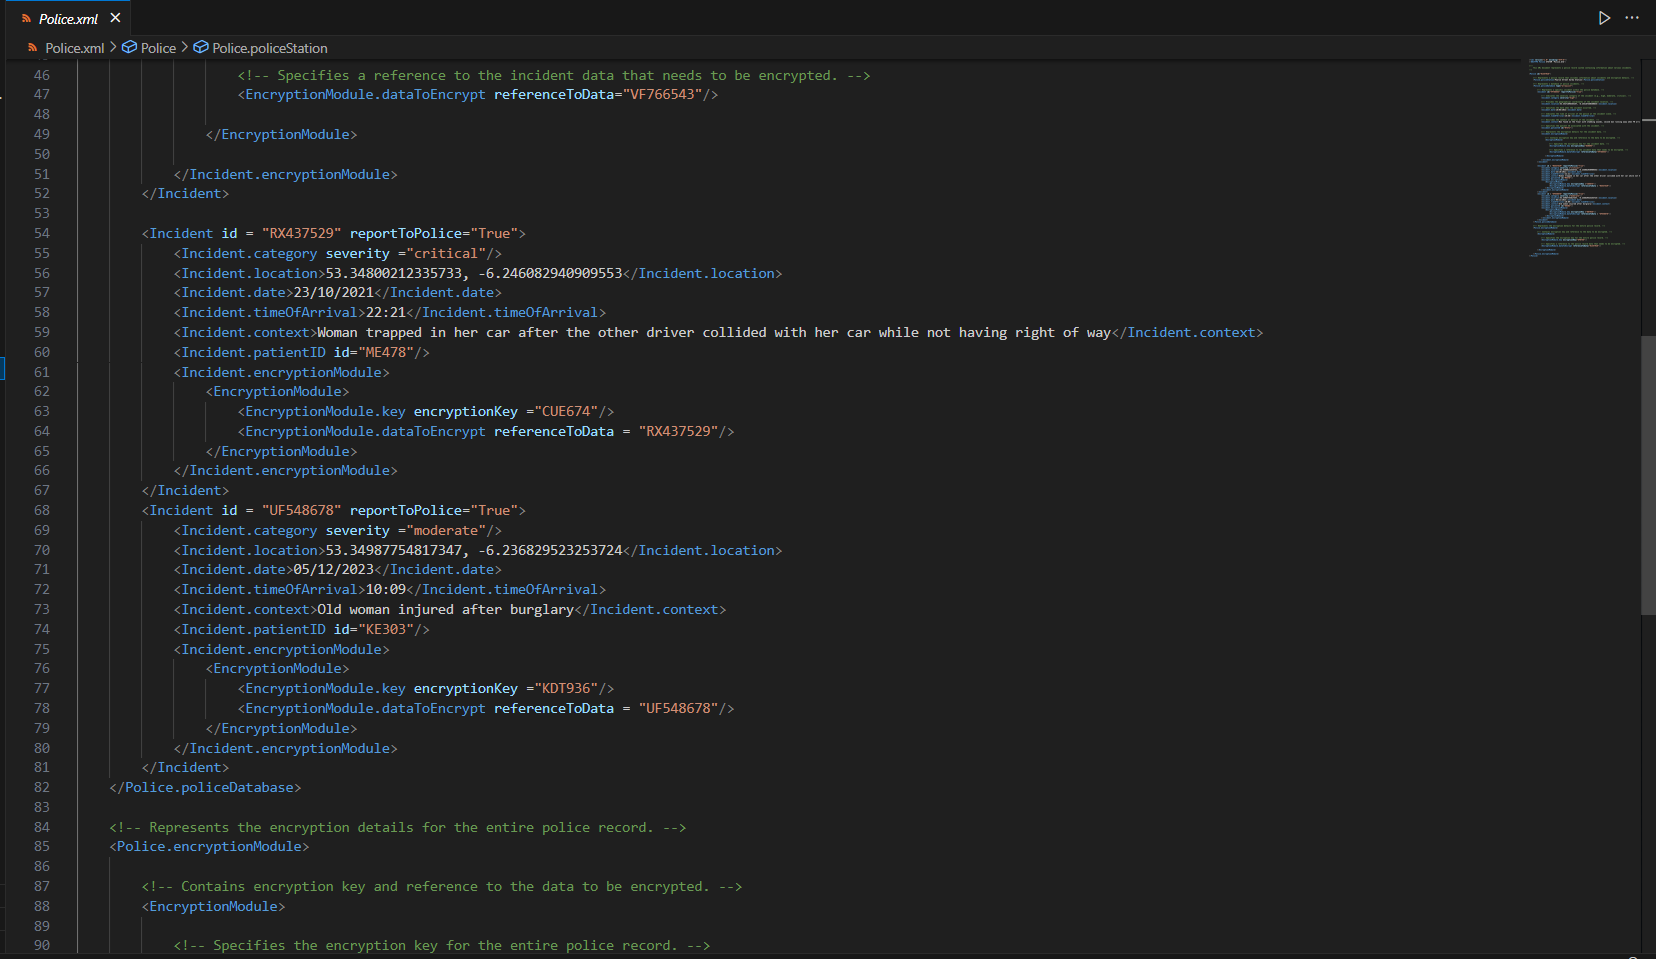 Police.xml
Police.xml > Police > Police.policeStation
46 <!-- Specifies a reference to the incident data that needs to be encrypted. -->
47 <EncryptionModule.dataToEncrypt referenceToData="VF766543"/>
48
49 </EncryptionModule>
50
51 </Incident.encryptionModule>
52 </Incident>
53
54 <Incident id = "RX437529" reportToPolice="True">
55 <Incident.category severity ="critical"/>
56 <Incident.location>53.34800212335733, -6.246082940909553</Incident.location>
57 <Incident.date>23/10/2021</Incident.date>
58 <Incident.timeOfArrival>22:21</Incident.timeOfArrival>
59 <Incident.context>Woman trapped in her car after the other driver collided with her car while not having right of way</Incident.context>
60 <Incident.patientID id="ME478"/>
61 <Incident.encryptionModule>
62 <EncryptionModule>
63 <EncryptionModule.key encryptionKey ="CUE674"/>
64 <EncryptionModule.dataToEncrypt referenceToData = "RX437529"/>
65 </EncryptionModule>
66 </Incident.encryptionModule>
67 </Incident>
68 <Incident id = "UF548678" reportToPolice="True">
69 <Incident.category severity ="moderate"/>
70 <Incident.location>53.34987754817347, -6.236829523253724</Incident.location>
71 <Incident.date>05/12/2023</Incident.date>
72 <Incident.timeOfArrival>10:09</Incident.timeOfArrival>
73 <Incident.context>Old woman injured after burglary</Incident.context>
74 <Incident.patientID id="KE303"/>
75 <Incident.encryptionModule>
76 <EncryptionModule>
77 <EncryptionModule.key encryptionKey ="KDT936"/>
78 <EncryptionModule.dataToEncrypt referenceToData = "UF548678"/>
79 </EncryptionModule>
80 </Incident.encryptionModule>
81 </Incident>
82 </Police.policeDatabase>
83
84 <!-- Represents the encryption details for the entire police record. -->
85 <Police.encryptionModule>
86
87 <!-- Contains encryption key and reference to the data to be encrypted. -->
88 <EncryptionModule>
89
90 <!-- Specifies the encryption key for the entire police record. -->